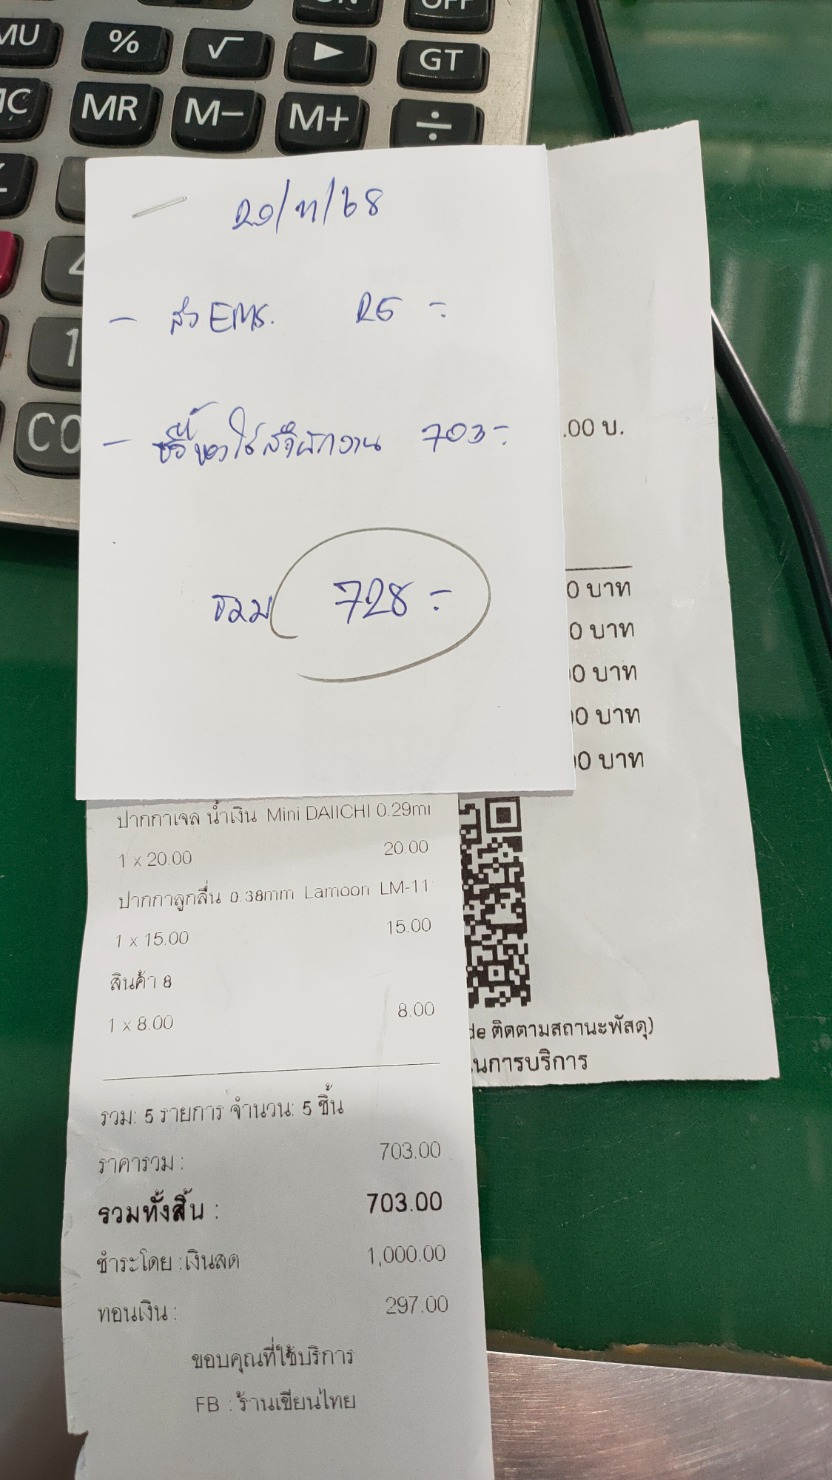 OFF
MU % √ ▶ GT
MR M− M+ ÷
1
CO
20/11/68
- ส่ง EMS. 25 -
- ซื้อของใช้สำนักงาน 703 -
รวม 728 -
.00 บ.
0 บาท
0 บาท
00 บาท
00 บาท
00 บาท
ปากกาเจล น้ำเงิน Mini DAIICHI 0.29mı
1 x 20.00 20.00
ปากกาลูกลื่น 0.38mm Lamoon LM-11
1 x 15.00 15.00
สินค้า 8
1 x 8.00 8.00
de ติดตามสถานะพัสดุ)
นการบริการ
รวม: 5 รายการ จำนวน: 5 ชิ้น
ราคารวม : 703.00
รวมทั้งสิ้น : 703.00
ชำระโดย :เงินสด 1,000.00
ทอนเงิน : 297.00
ขอบคุณที่ใช้บริการ
FB : ร้านเขียนไทย